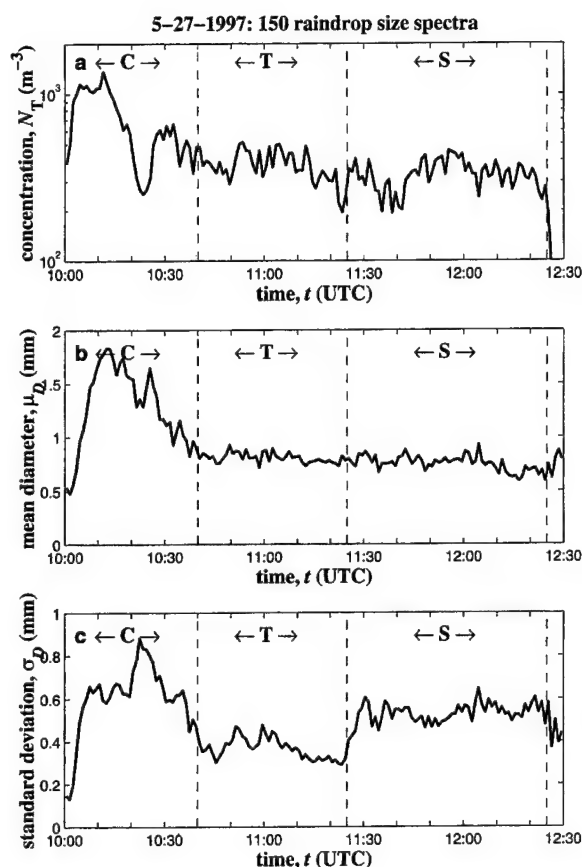 5–27–1997: 150 raindrop size spectra
a
← C →
← T →
← S →
10³
10²
concentration, N_T (m⁻³)
10:00 10:30 11:00 11:30 12:00 12:30
time, t (UTC)
b
← C →
← T →
← S →
2
1.5
1
0.5
0
mean diameter, μ_D (mm)
10:00 10:30 11:00 11:30 12:00 12:30
time, t (UTC)
c
← C →
← T →
← S →
1
0.8
0.6
0.4
0.2
0
standard deviation, σ_D (mm)
10:00 10:30 11:00 11:30 12:00 12:30
time, t (UTC)